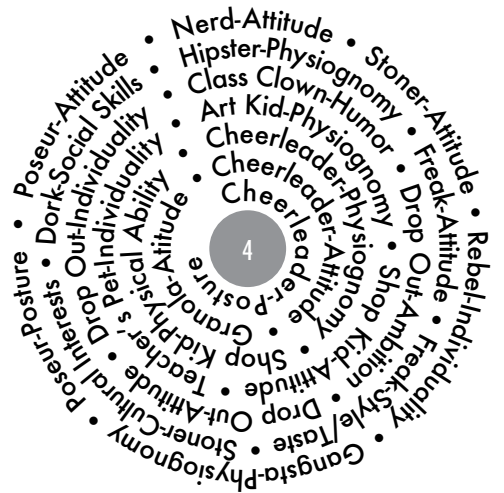 Nerd-Attitude • Stoner-Attitude • Rebel-Individuality • Gangsta-Physiognomy • Poseur-Posture • Poseur-Attitude •
Hipster-Physiognomy • Freak-Attitude • Freak-Style/Taste • Stoner-Cultural Interests • Dork-Social Skills •
Class Clown-Humor • Drop Out-Ambition • Drop Out-Attitude • Drop Out-Individuality •
Art Kid-Physiognomy • Shop Kid-Attitude • Teacher's Pet-Individuality •
Cheerleader-Physiognomy • Shop Kid-Physical Ability •
Cheerleader-Attitude • Granola-Atitude •
Cheerleader-Posture
4